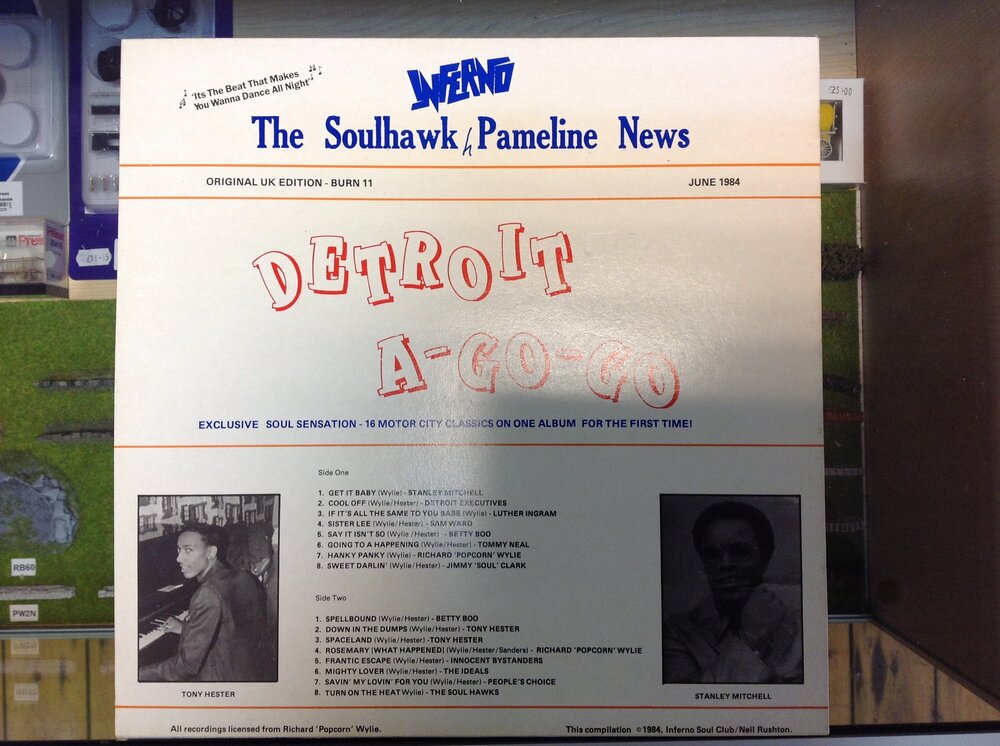 'Its The Beat That Makes
You Wanna Dance All Night'
INFERNO
The Soulhawk Pameline News
ORIGINAL UK EDITION - BURN 11
JUNE 1984
DETROIT
A-GO-GO
EXCLUSIVE SOUL SENSATION - 16 MOTOR CITY CLASSICS ON ONE ALBUM FOR THE FIRST TIME!
Side One
1. GET IT BABY (Wylie) - STANLEY MITCHELL
2. COOL OFF (Wylie/Hester) - DETROIT EXECUTIVES
3. IF IT'S ALL THE SAME TO YOU BABE (Wylie) - LUTHER INGRAM
4. SISTER LEE (Wylie/Hester) - SAM WARD
5. SAY IT ISN'T SO (Wylie/Hester) - BETTY BOO
6. GOING TO A HAPPENING (Wylie/Hester) - TOMMY NEAL
7. HANKY PANKY (Wylie) - RICHARD 'POPCORN' WYLIE
8. SWEET DARLIN' (Wylie/Hester) - JIMMY 'SOUL' CLARK
Side Two
1. SPELLBOUND (Wylie/Hester) - BETTY BOO
2. DOWN IN THE DUMPS (Wylie/Hester) - TONY HESTER
3. SPACELAND (Wylie/Hester) -TONY HESTER
4. ROSEMARY [WHAT HAPPENED] (Wylie/Hester/Sanders) - RICHARD 'POPCORN' WYLIE
5. FRANTIC ESCAPE (Wylie/Hester) - INNOCENT BYSTANDERS
6. MIGHTY LOVER (Wylie/Hester) - THE IDEALS
7. SAVIN' MY LOVIN' FOR YOU (Wylie/Hester) - PEOPLE'S CHOICE
8. TURN ON THE HEAT Wylie) - THE SOUL HAWKS
TONY HESTER
STANLEY MITCHELL
All recordings licensed from Richard 'Popcorn' Wylie.
This compilation ©1984, Inferno Soul Club/Neil Rushton.
£25-00
RB60
PW2N